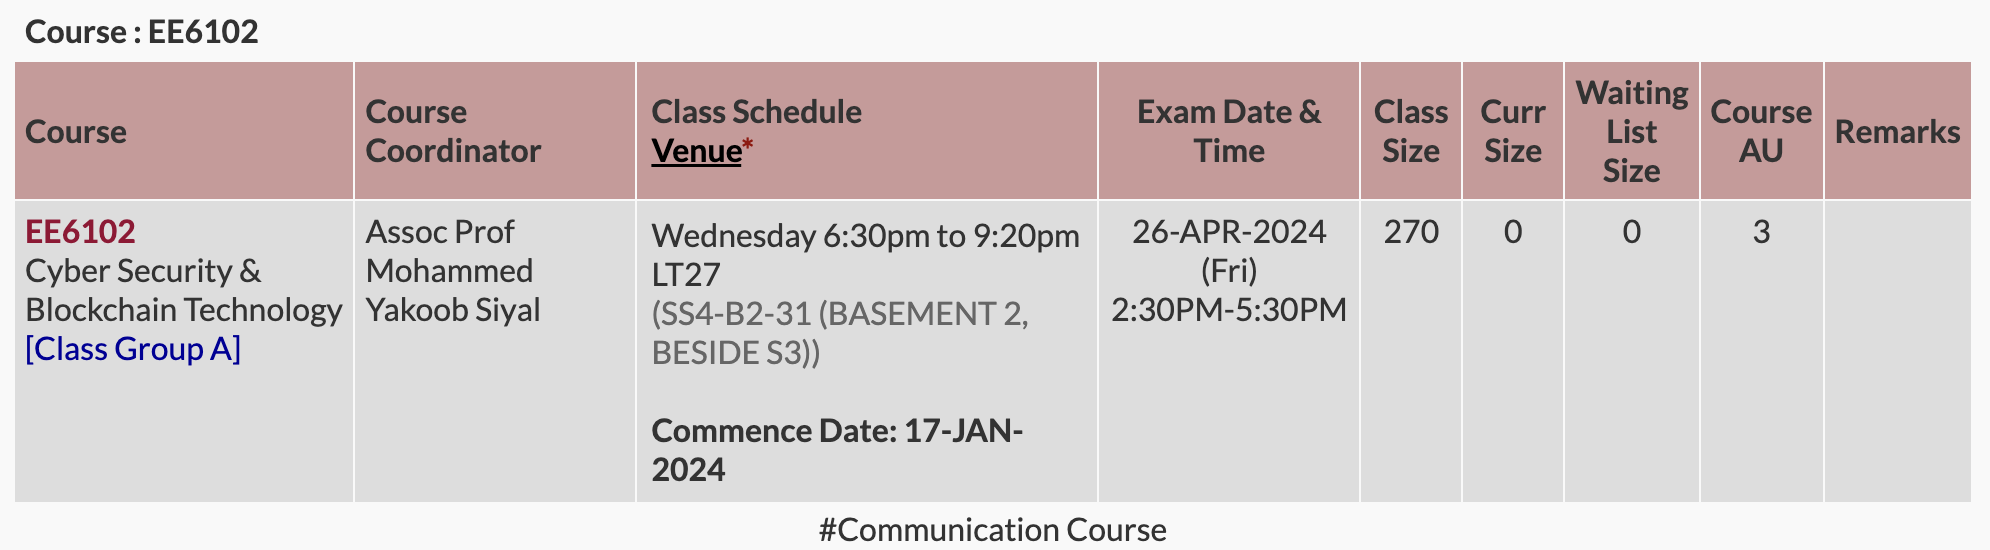 Course : EE6102
Course
Course
Coordinator
Class Schedule
Venue*
Exam Date &
Time
Class
Size
Curr
Size
Waiting
List
Size
Course
AU
Remarks
EE6102
Cyber Security &
Blockchain Technology
[Class Group A]
Assoc Prof
Mohammed
Yakoob Siyal
Wednesday 6:30pm to 9:20pm
LT27
(SS4-B2-31 (BASEMENT 2,
BESIDE S3))
Commence Date: 17-JAN-
2024
26-APR-2024
(Fri)
2:30PM-5:30PM
270
0
0
3
#Communication Course